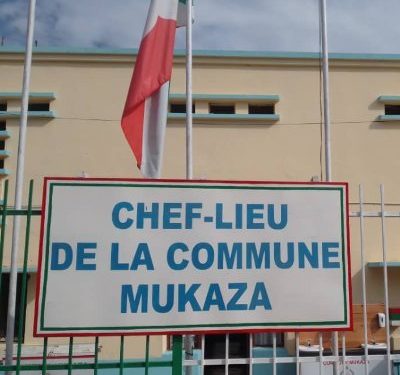 CHEF-LIEU
DE LA COMMUNE
MUKAZA